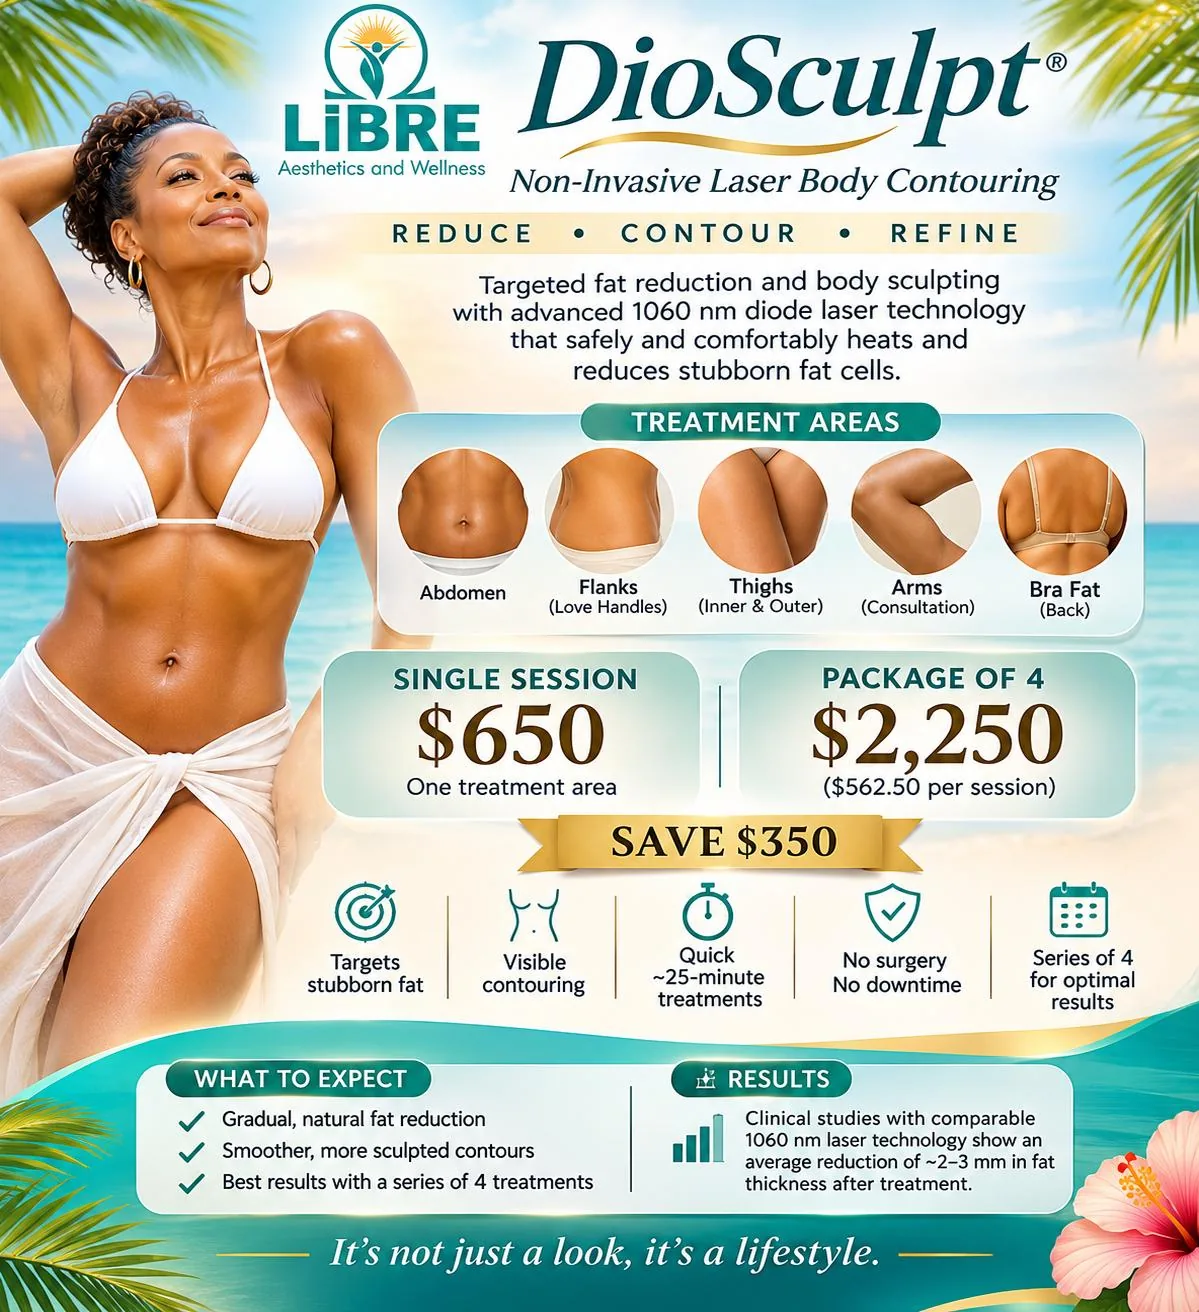 LiBRE
Aesthetics and Wellness
DioSculpt®
Non-Invasive Laser Body Contouring
REDUCE • CONTOUR • REFINE
Targeted fat reduction and body sculpting
with advanced 1060 nm diode laser technology
that safely and comfortably heats and
reduces stubborn fat cells.
TREATMENT AREAS
Abdomen
Flanks
(Love Handles)
Thighs
(Inner & Outer)
Arms
(Consultation)
Bra Fat
(Back)
SINGLE SESSION
$650
One treatment area
PACKAGE OF 4
$2,250
($562.50 per session)
SAVE $350
Targets
stubborn fat
Visible
contouring
Quick
~25-minute
treatments
No surgery
No downtime
Series of 4
for optimal
results
WHAT TO EXPECT
Gradual, natural fat reduction
Smoother, more sculpted contours
Best results with a series of 4 treatments
RESULTS
Clinical studies with comparable
1060 nm laser technology show an
average reduction of ~2–3 mm in fat
thickness after treatment.
It's not just a look, it's a lifestyle.